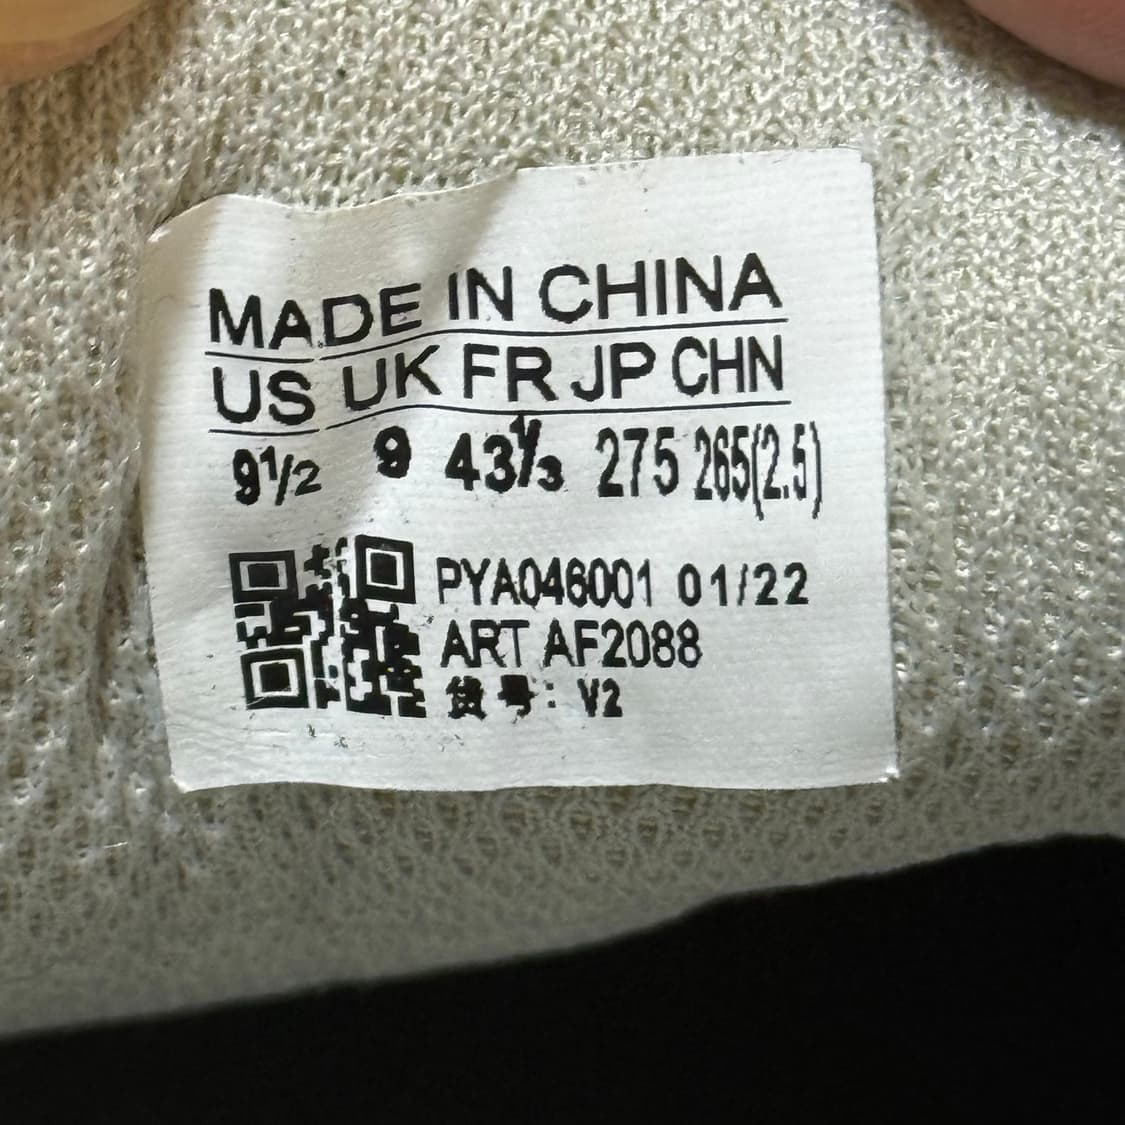 MADE IN CHINA
US UK FR JP CHN
9½ 9 43⅓ 275 265(2.5)
PYA046001 01/22
ART AF2088
货号: V2